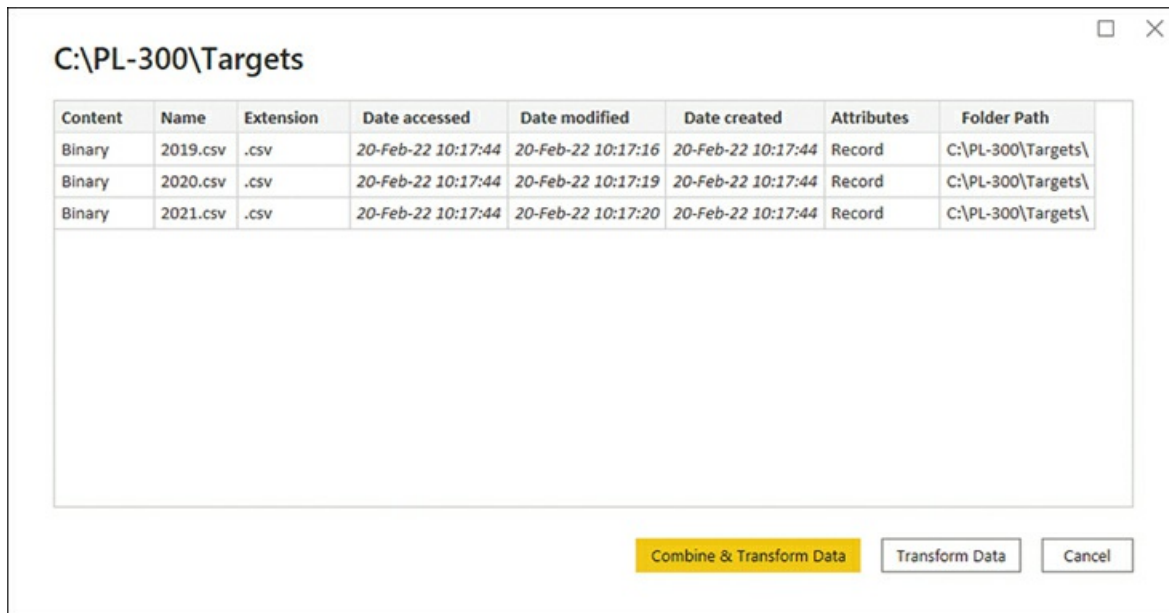 C:\PL-300\Targets
Content Name Extension Date accessed Date modified Date created Attributes Folder Path
Binary 2019.csv .csv 20-Feb-22 10:17:44 20-Feb-22 10:17:16 20-Feb-22 10:17:44 Record C:\PL-300\Targets\
Binary 2020.csv .csv 20-Feb-22 10:17:44 20-Feb-22 10:17:19 20-Feb-22 10:17:44 Record C:\PL-300\Targets\
Binary 2021.csv .csv 20-Feb-22 10:17:44 20-Feb-22 10:17:20 20-Feb-22 10:17:44 Record C:\PL-300\Targets\
Combine & Transform Data Transform Data Cancel